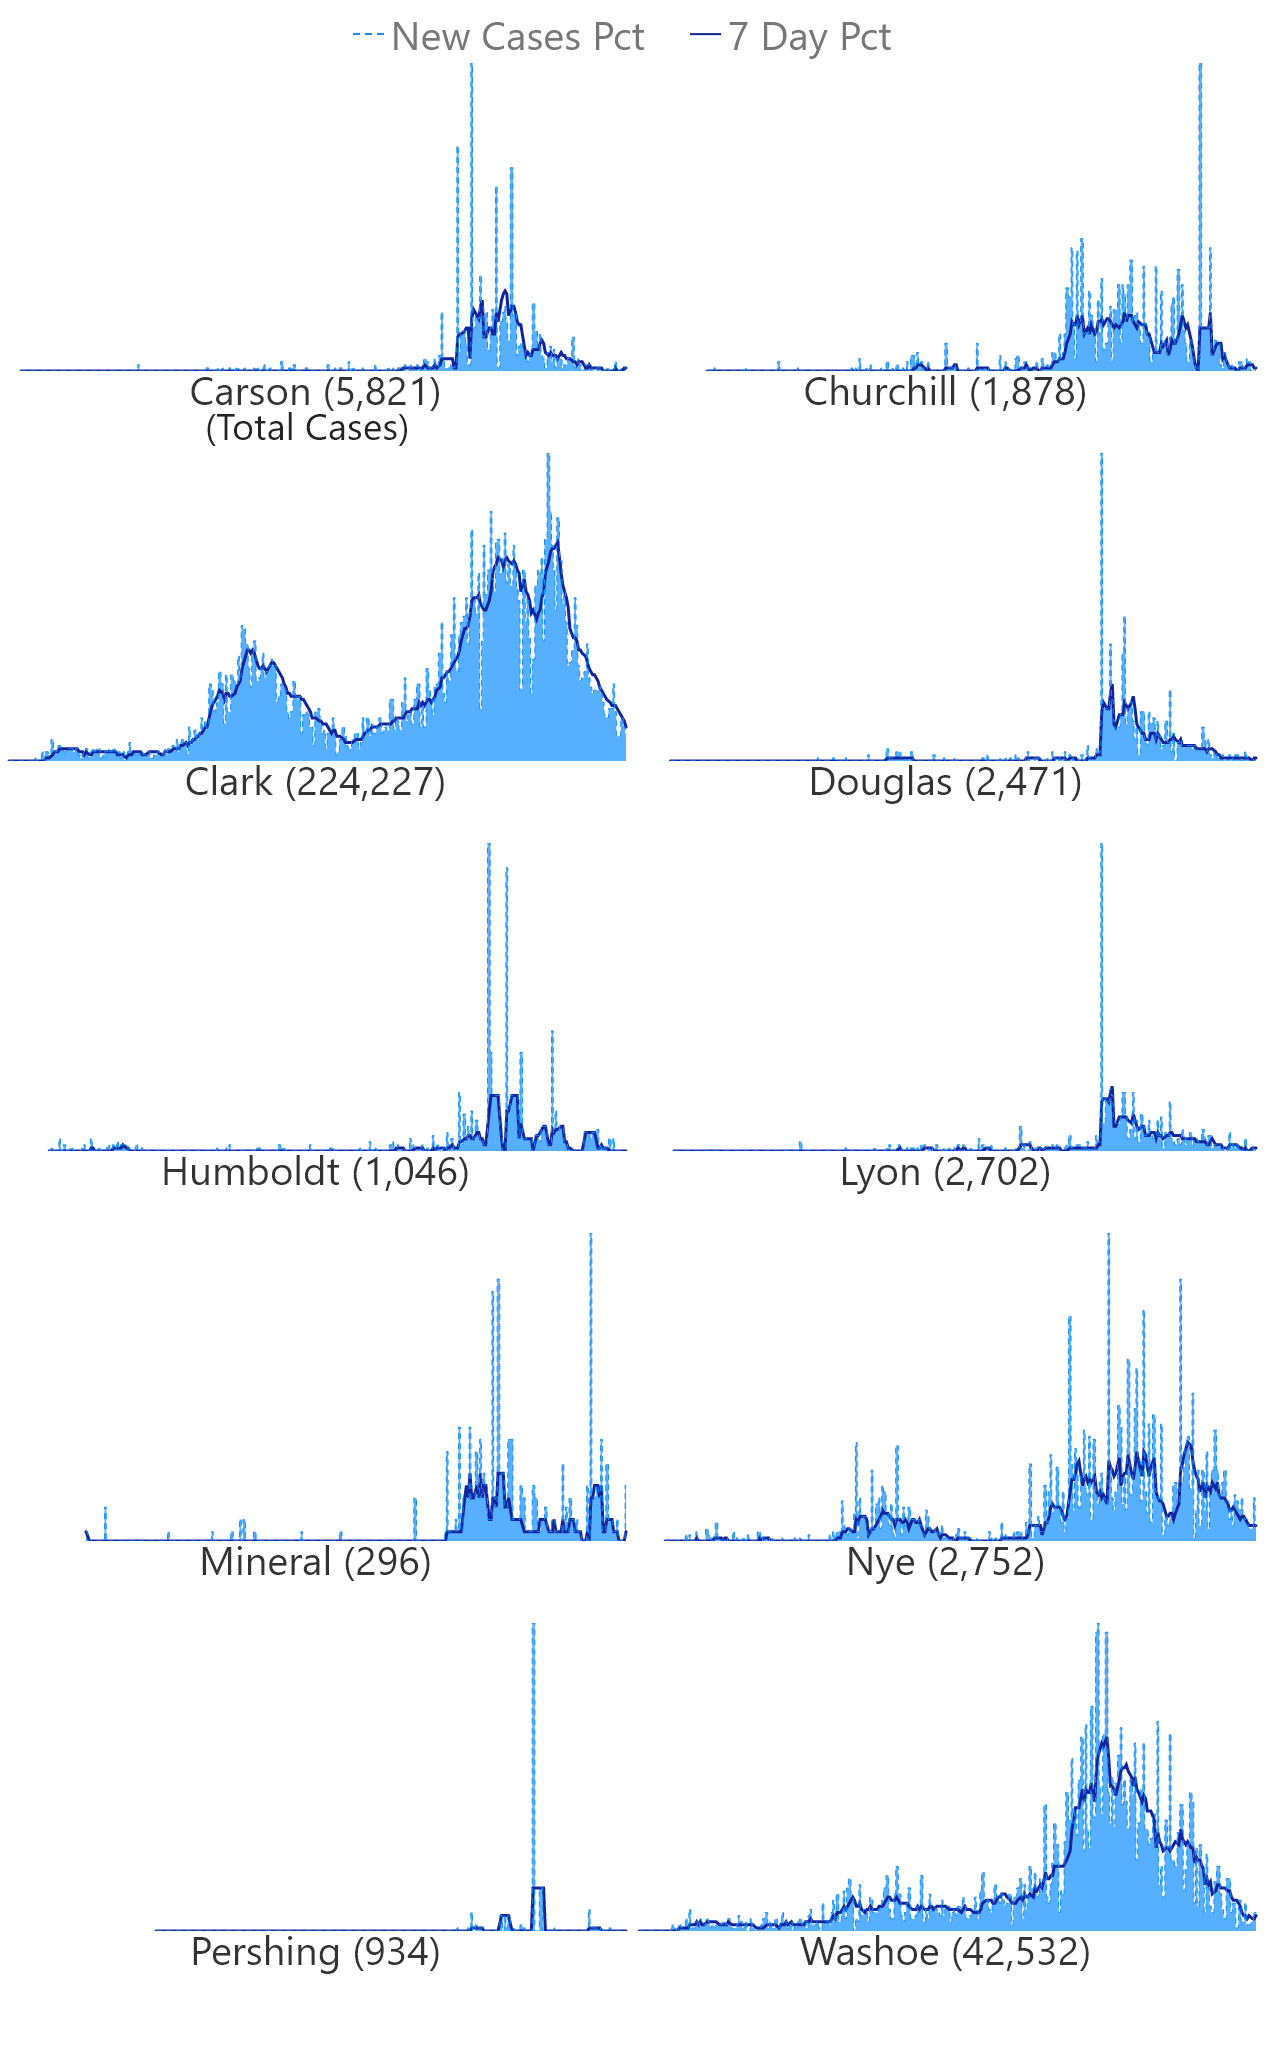 New Cases Pct 7 Day Pct
Carson (5,821) Churchill (1,878)
(Total Cases)
Clark (224,227) Douglas (2,471)
Humboldt (1,046) Lyon (2,702)
Mineral (296) Nye (2,752)
Pershing (934) Washoe (42,532)